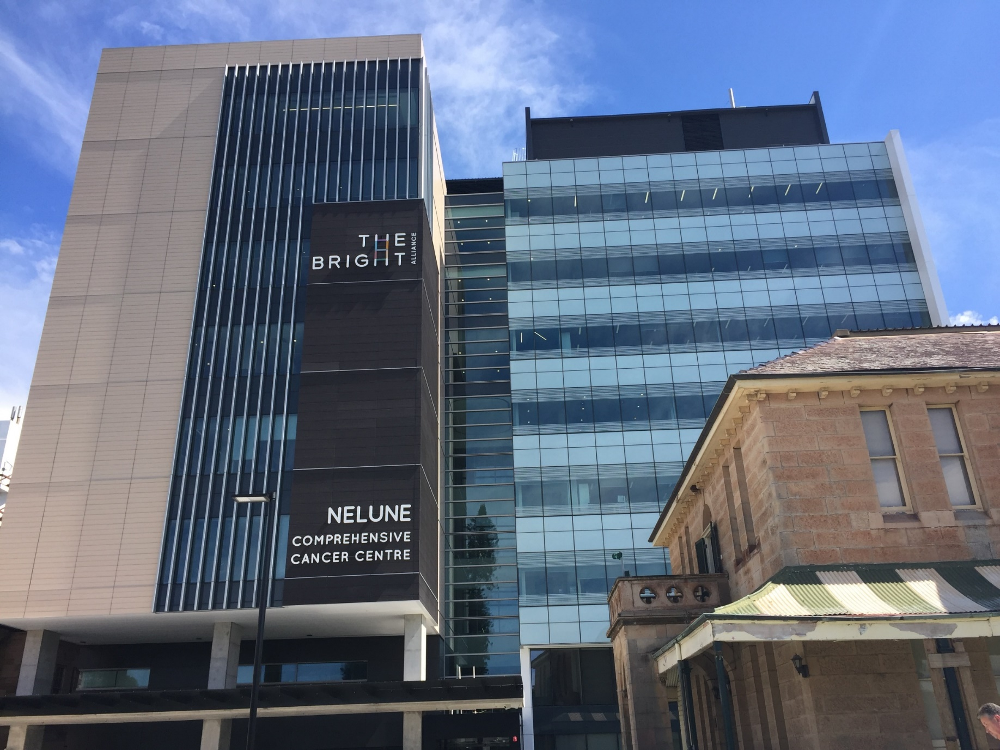 THE
BRIGHT
ALLIANCE
NELUNE
COMPREHENSIVE
CANCER CENTRE